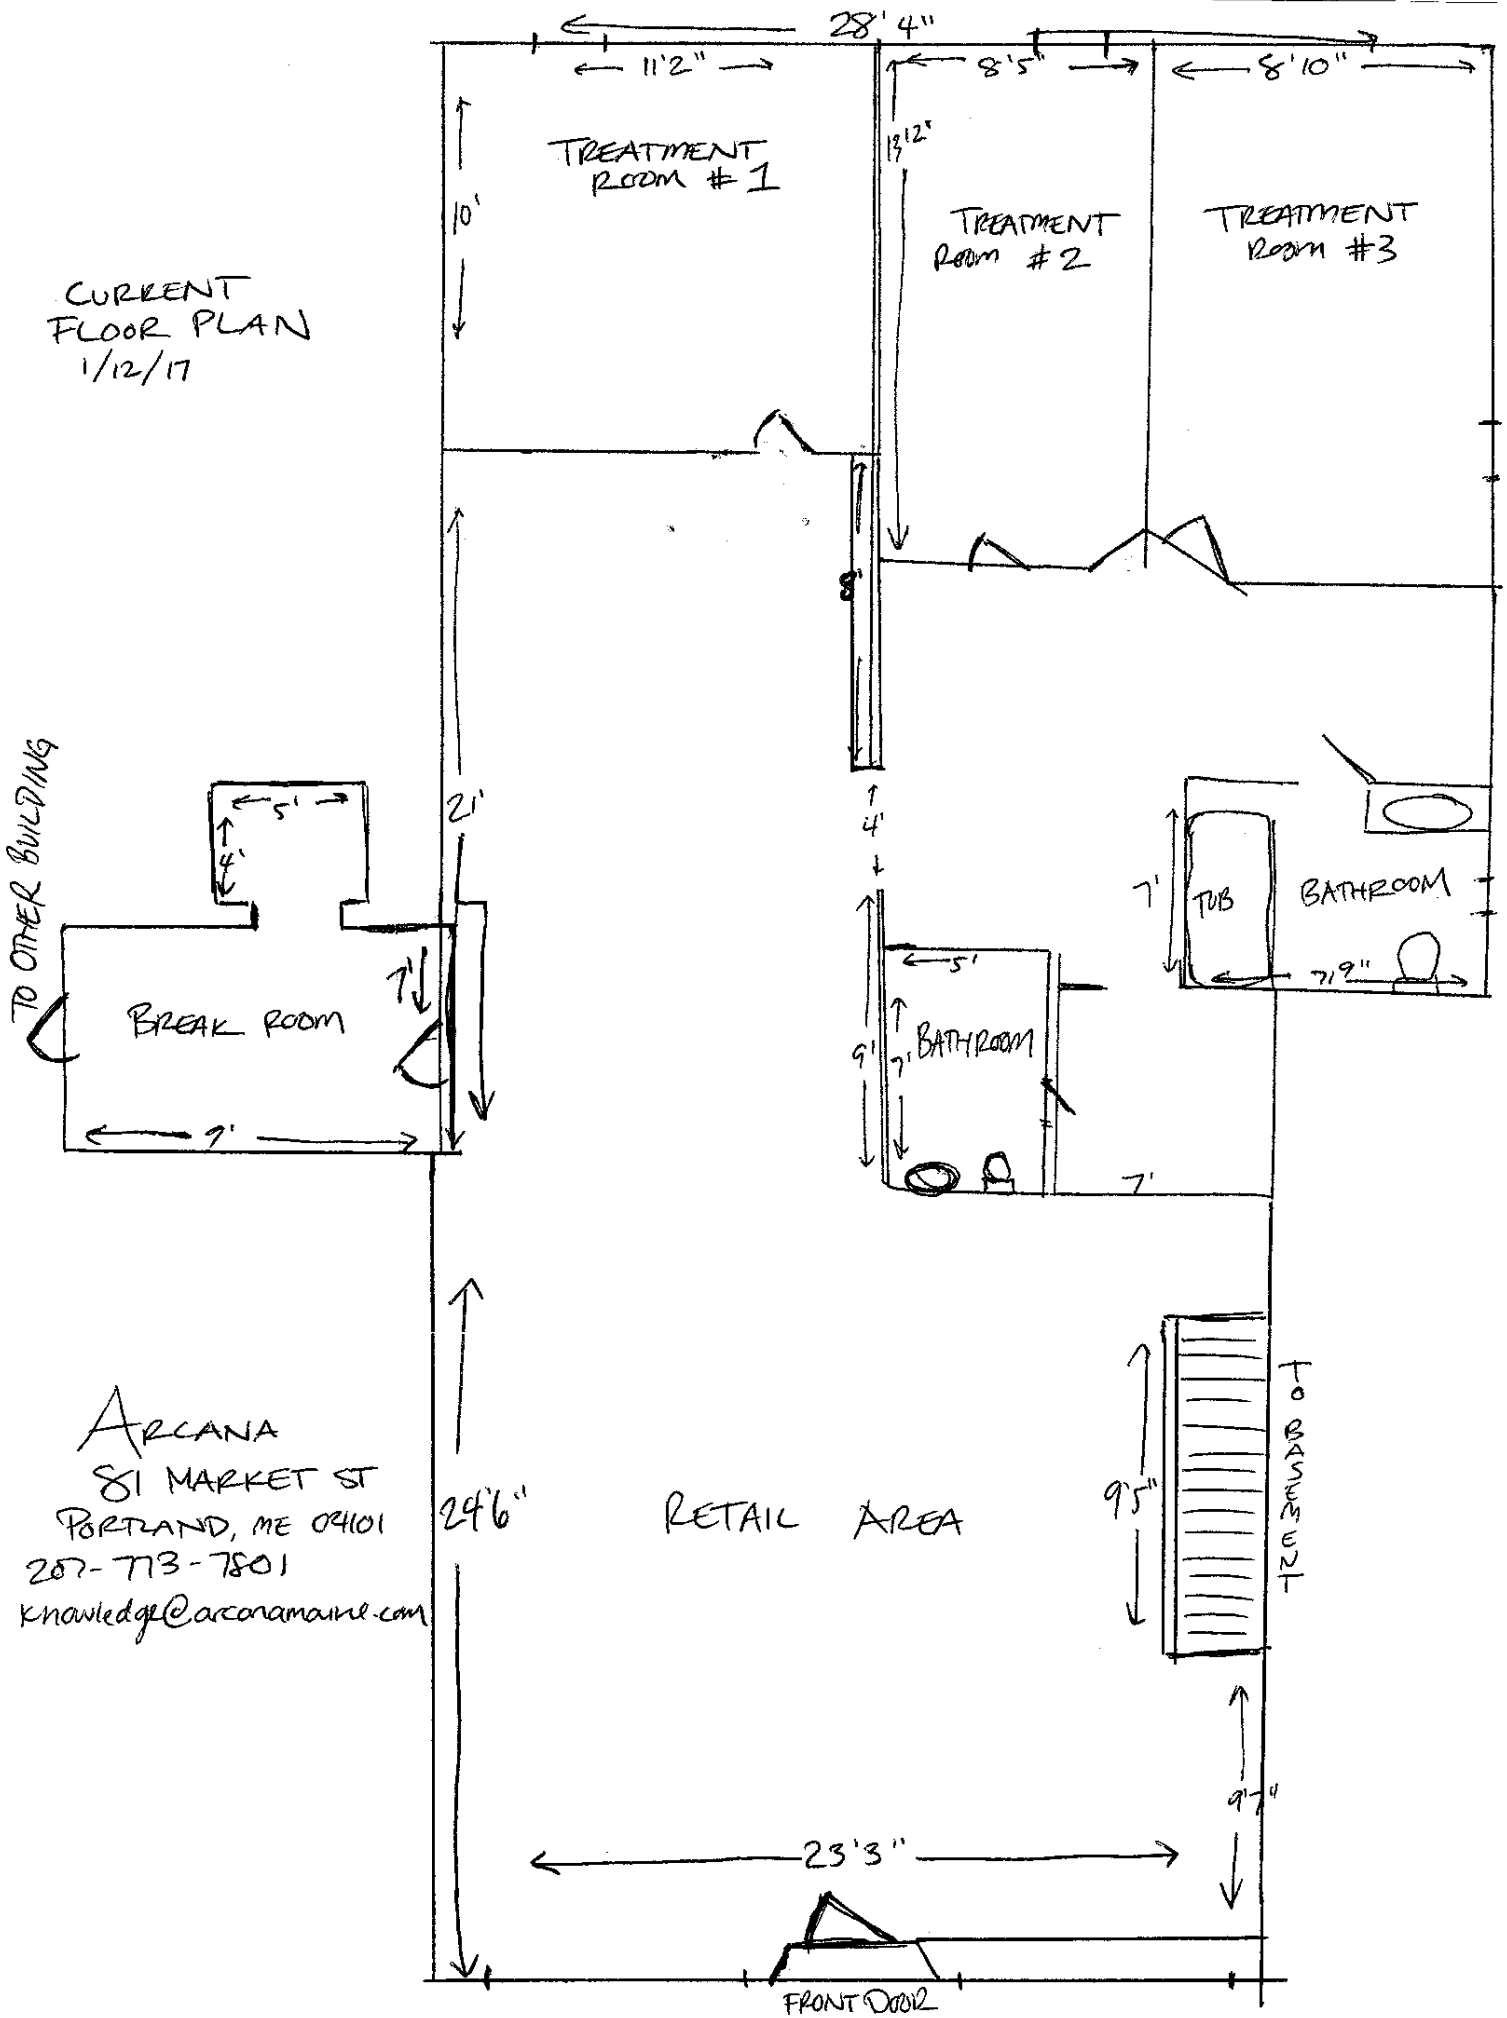 28' 4"
11'2"
8'5"
8'10"
TREATMENT
ROOM #1
13'12"
10'
TREATMENT
ROOM #2
TREATMENT
ROOM #3
CURRENT
FLOOR PLAN
1/12/17
8'
TO OTHER BUILDING
5'
4'
21'
4'
7'
TUB
BATHROOM
7'9"
7'
BREAK ROOM
9'
5'
9'
7'
BATHROOM
7'
ARCANA
81 MARKET ST
PORTLAND, ME 04101
207-773-7801
knowledge@arcanamaine.com
24'6"
RETAIL AREA
9'5"
TO BASEMENT
9'7"
23'3"
FRONT DOOR